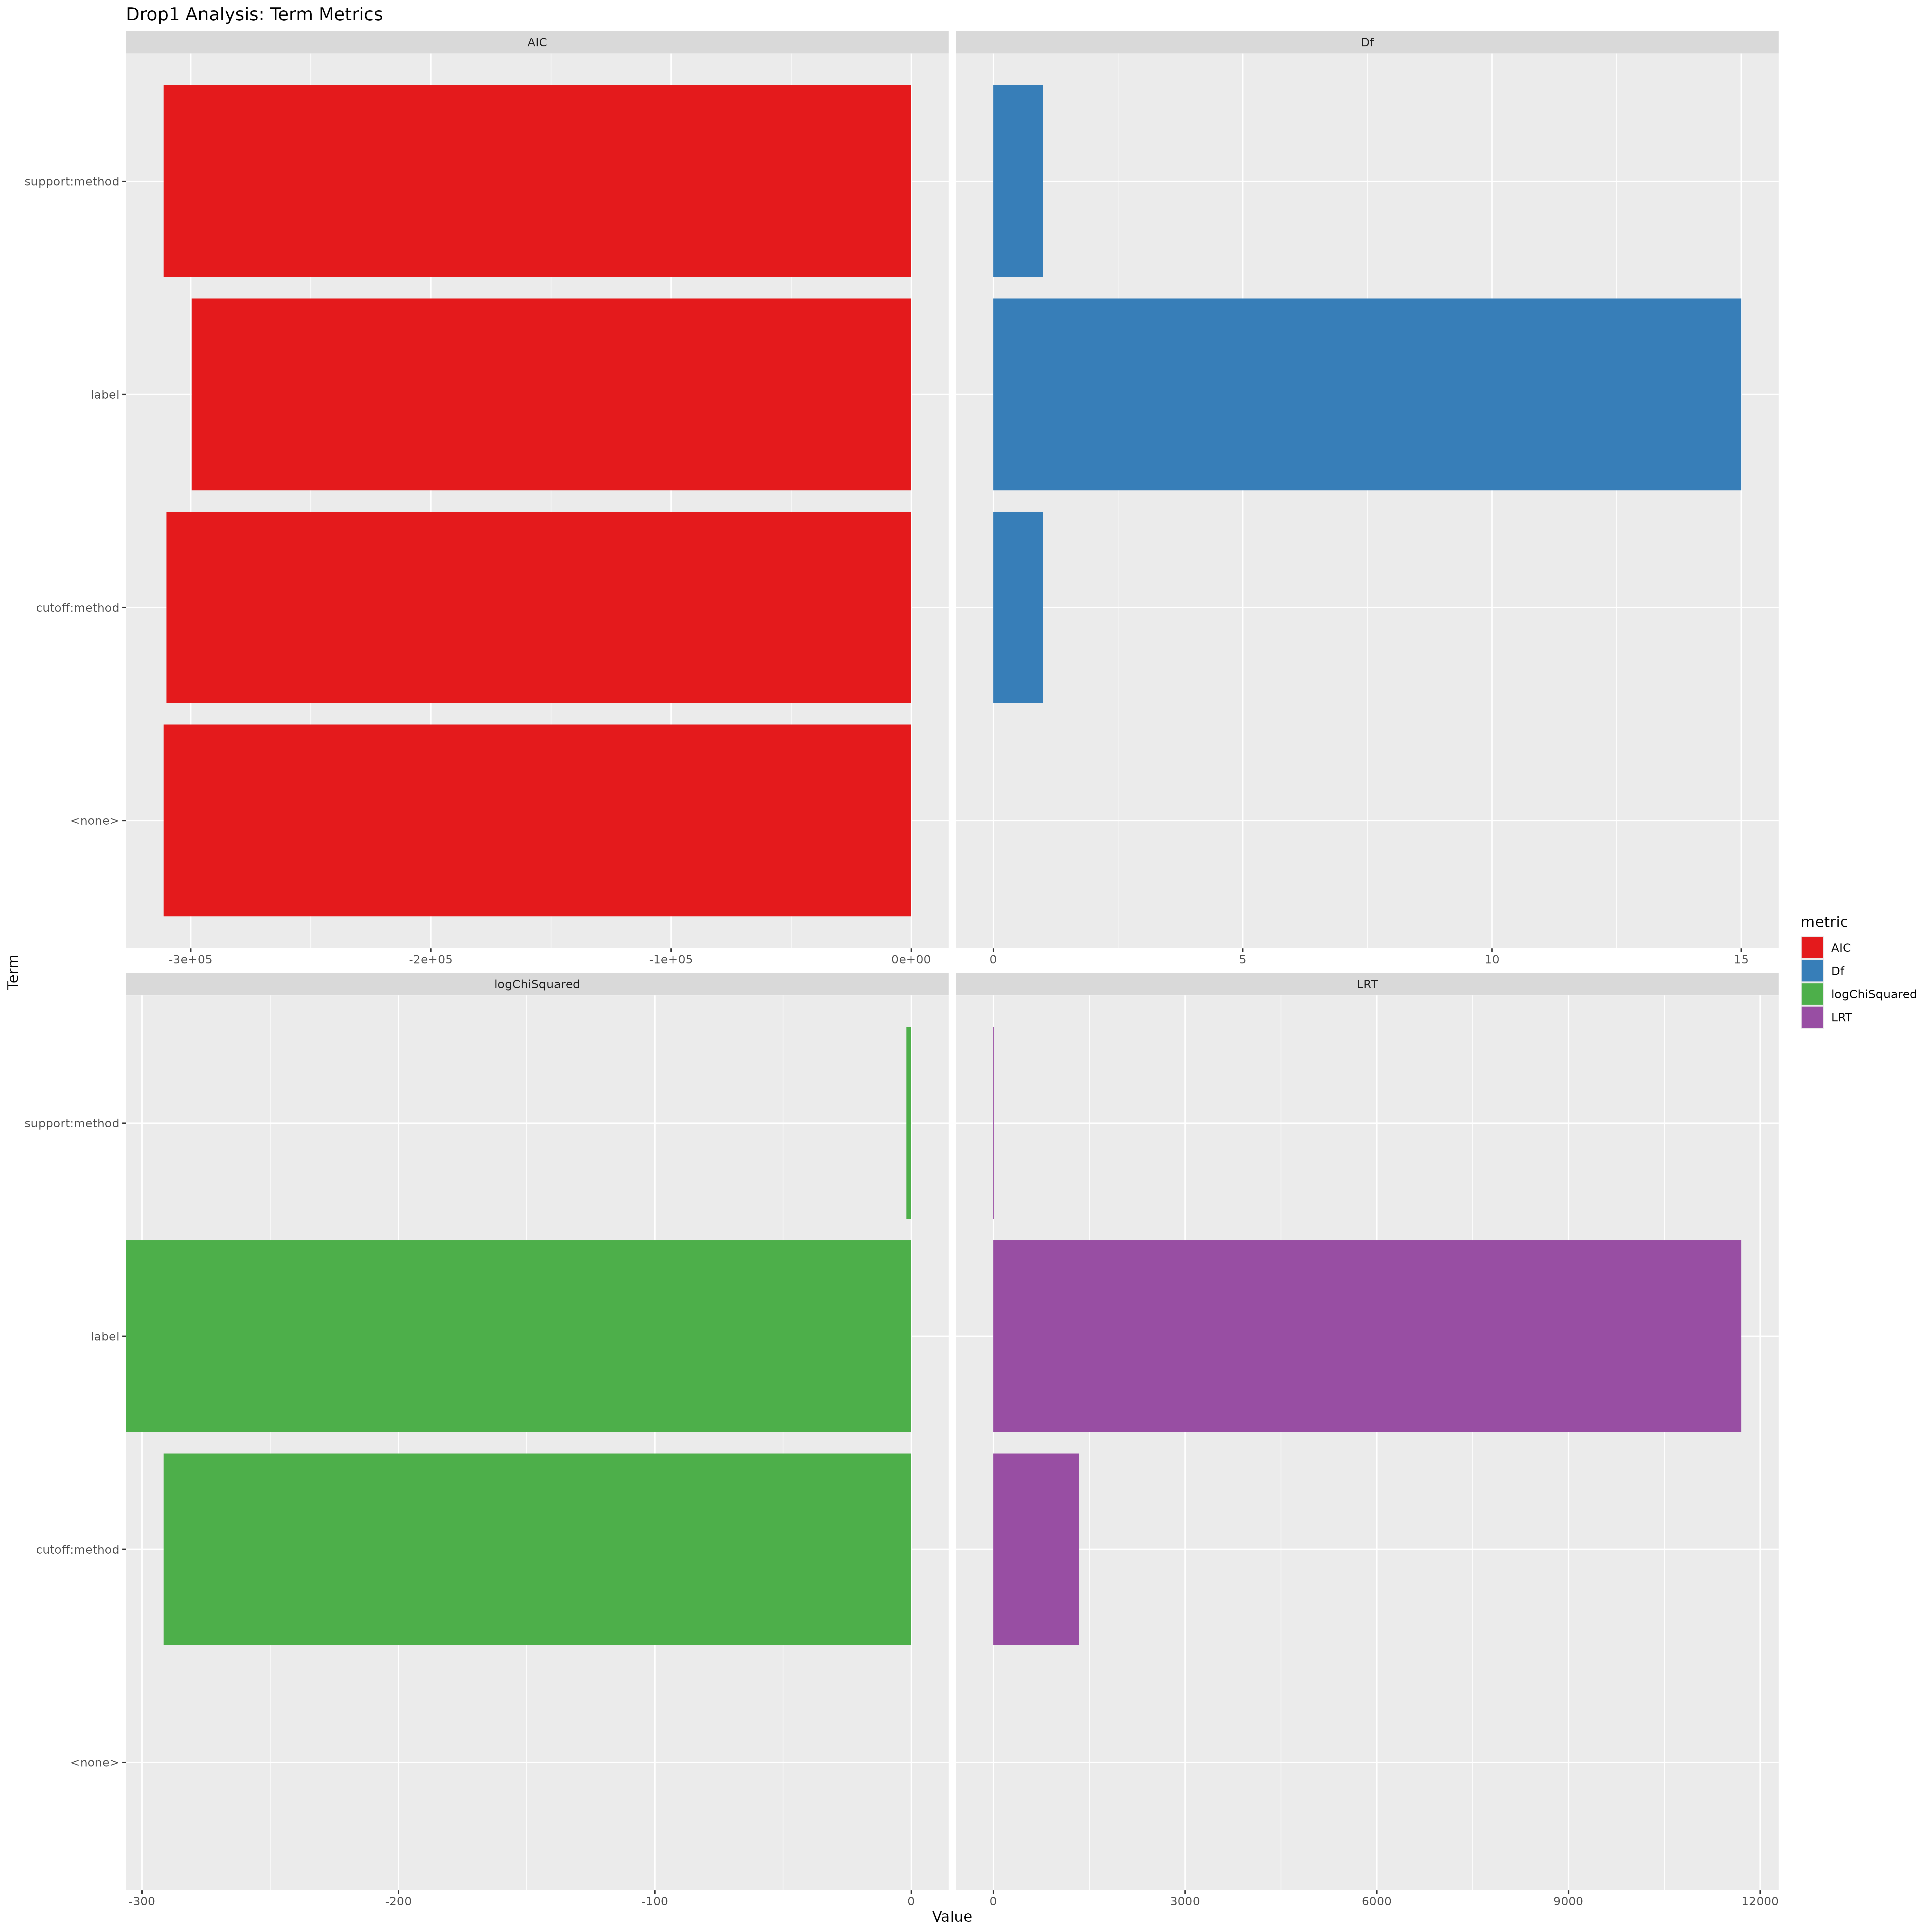 Drop1 Analysis: Term Metrics
AIC
Df
support:method
label
cutoff:method
<none>
-3e+05
-2e+05
-1e+05
0e+00
0
5
10
15
logChiSquared
LRT
support:method
label
cutoff:method
<none>
-300
-200
-100
0
0
3000
6000
9000
12000
Value
Term
metric
AIC
Df
logChiSquared
LRT